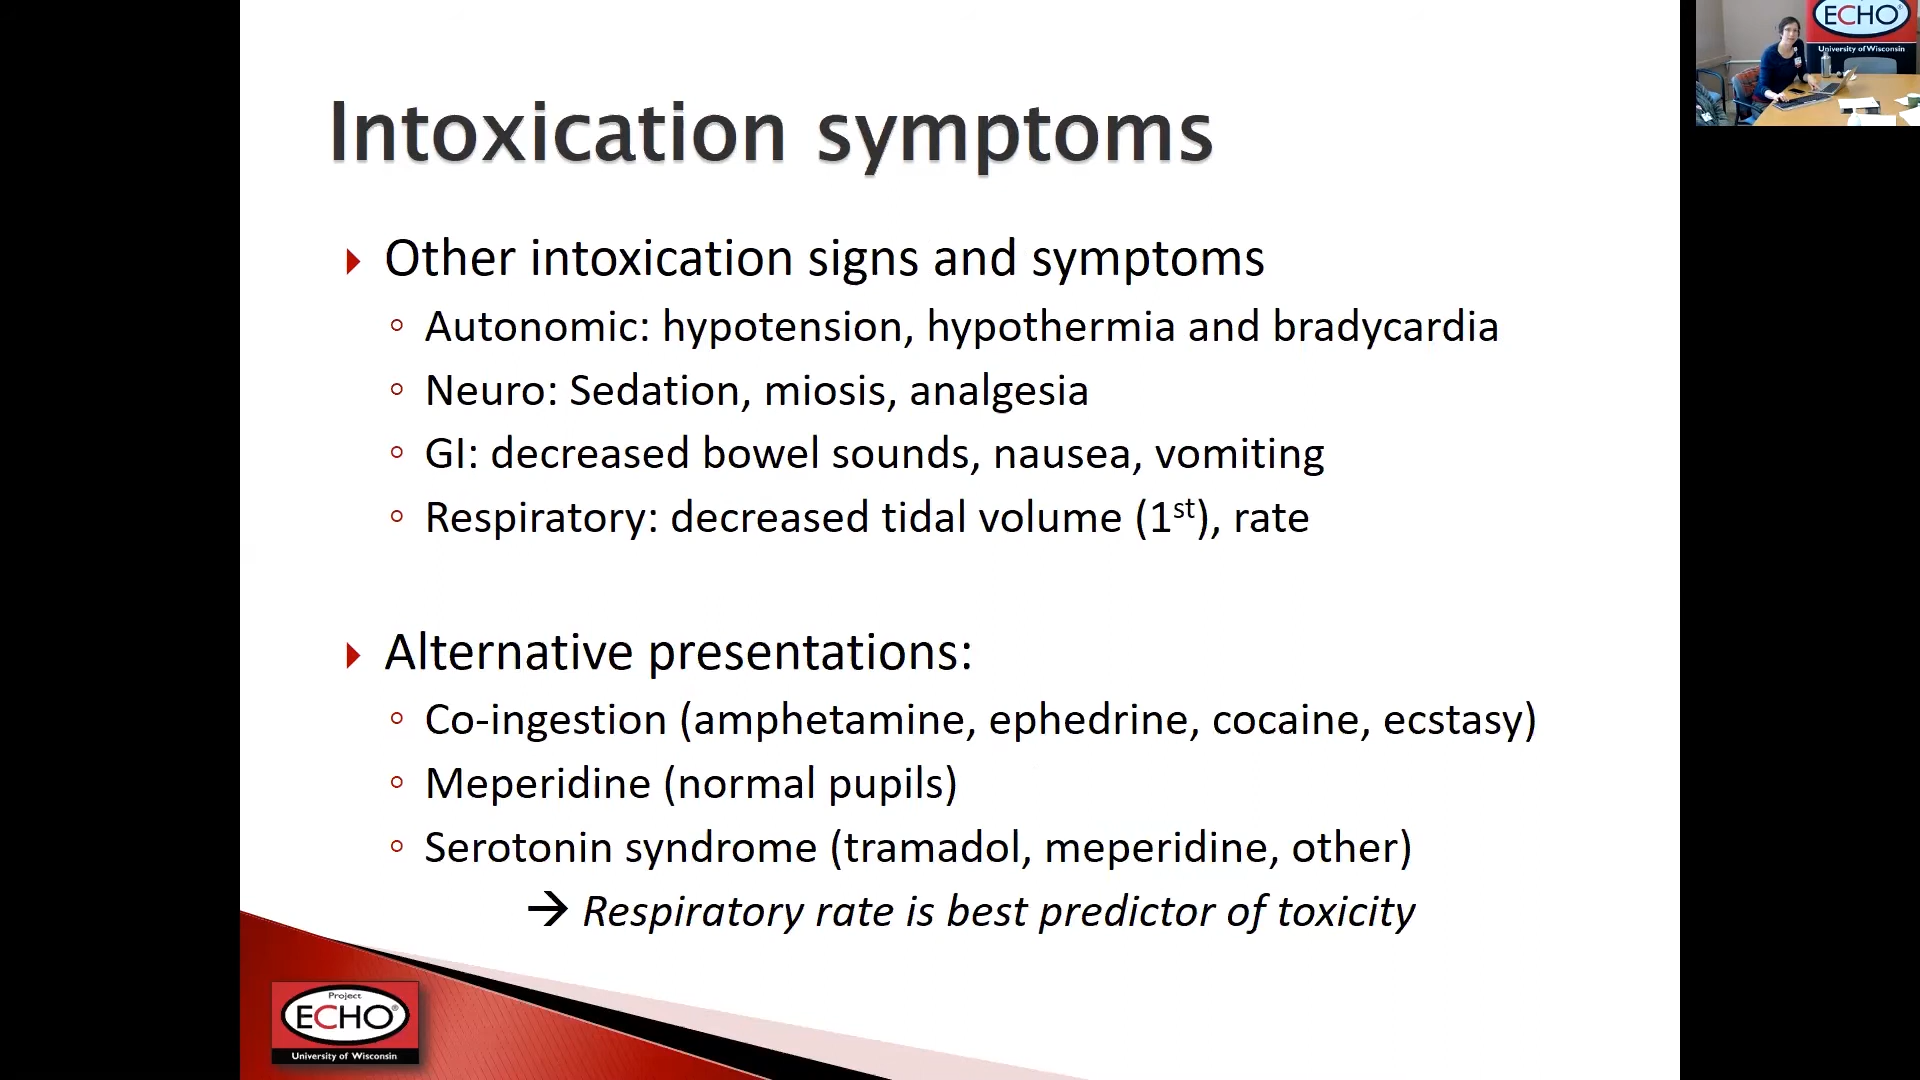 ECHO®
University of Wisconsin
Intoxication symptoms
Other intoxication signs and symptoms
Autonomic: hypotension, hypothermia and bradycardia
Neuro: Sedation, miosis, analgesia
GI: decreased bowel sounds, nausea, vomiting
Respiratory: decreased tidal volume (1st), rate
Alternative presentations:
Co-ingestion (amphetamine, ephedrine, cocaine, ecstasy)
Meperidine (normal pupils)
Serotonin syndrome (tramadol, meperidine, other)
→ Respiratory rate is best predictor of toxicity
Project
ECHO®
University of Wisconsin